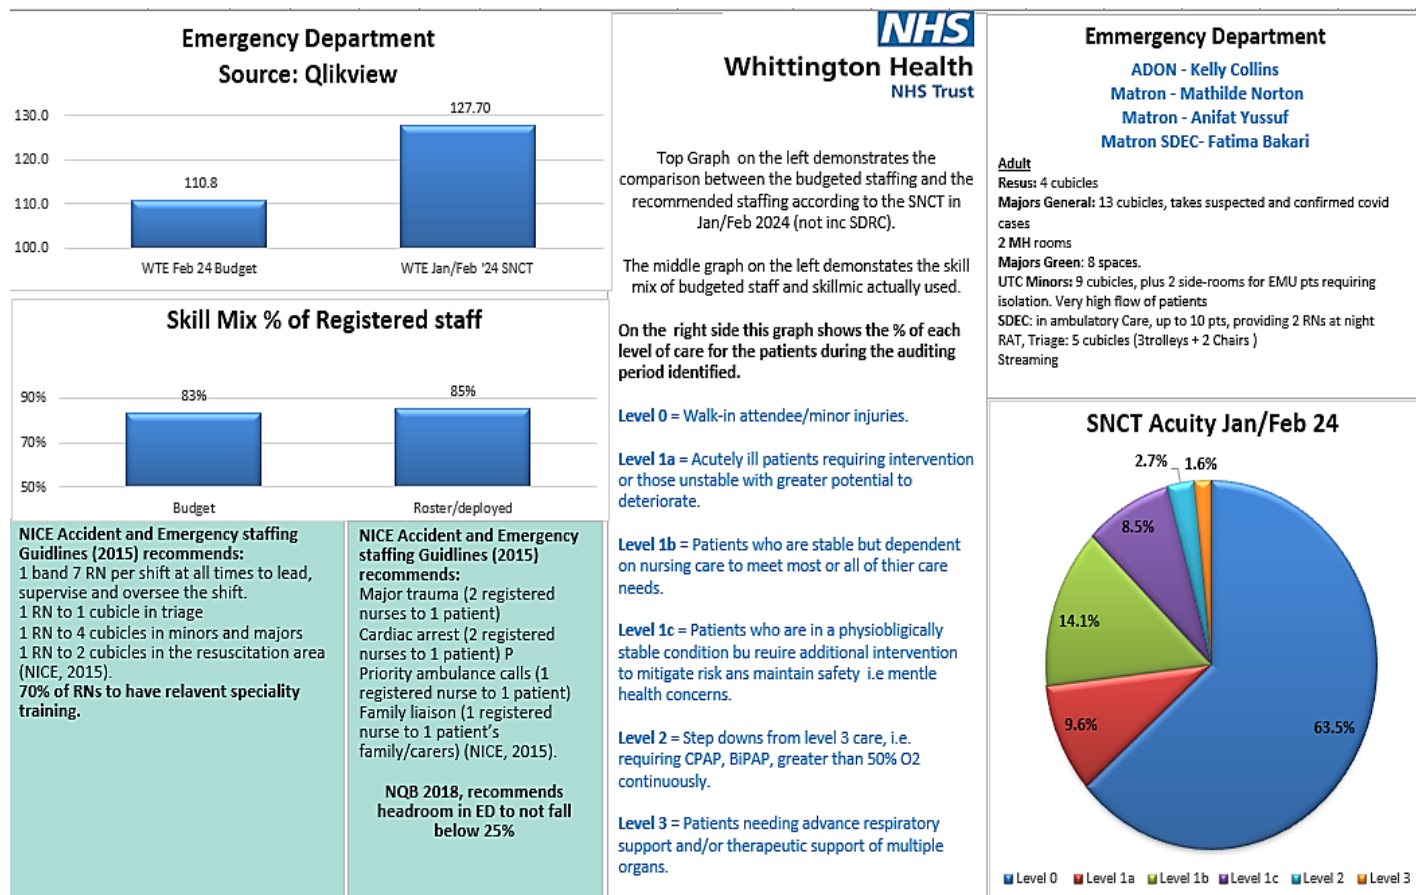 Emergency Department
Source: Qlikview
130.0
120.0
110.0
100.0
110.8
127.70
WTE Feb 24 Budget
WTE Jan/Feb '24 SNCT
Skill Mix % of Registered staff
90%
70%
50%
83%
85%
Budget
Roster/deployed
NICE Accident and Emergency staffing
Guidlines (2015) recommends:
1 band 7 RN per shift at all times to lead,
supervise and oversee the shift.
1 RN to 1 cubicle in triage
1 RN to 4 cubicles in minors and majors
1 RN to 2 cubicles in the resuscitation area
(NICE, 2015).
70% of RNs to have relavent speciality
training.
NICE Accident and Emergency
staffing Guidlines (2015)
recommends:
Major trauma (2 registered
nurses to 1 patient)
Cardiac arrest (2 registered
nurses to 1 patient) P
Priority ambulance calls (1
registered nurse to 1 patient)
Family liaison (1 registered
nurse to 1 patient's
family/carers) (NICE, 2015).
NQB 2018, recommends
headroom in ED to not fall
below 25%
NHS
Whittington Health
NHS Trust
Top Graph on the left demonstrates the
comparison between the budgeted staffing and the
recommended staffing according to the SNCT in
Jan/Feb 2024 (not inc SDRC).
The middle graph on the left demonstates the skill
mix of budgeted staff and skillmic actually used.
On the right side this graph shows the % of each
level of care for the patients during the auditing
period identified.
Level 0 = Walk-in attendee/minor injuries.
Level 1a = Acutely ill patients requiring intervention
or those unstable with greater potential to
deteriorate.
Level 1b = Patients who are stable but dependent
on nursing care to meet most or all of thier care
needs.
Level 1c = Patients who are in a physiobligically
stable condition bu reuire additional intervention
to mitigate risk ans maintain safety i.e mentle
health concerns.
Level 2 = Step downs from level 3 care, i.e.
requiring CPAP, BiPAP, greater than 50% O2
continuously.
Level 3 = Patients needing advance respiratory
support and/or therapeutic support of multiple
organs.
Emmergency Department
ADON - Kelly Collins
Matron - Mathilde Norton
Matron - Anifat Yussuf
Matron SDEC- Fatima Bakari
Adult
Resus: 4 cubicles
Majors General: 13 cubicles, takes suspected and confirmed covid
cases
2 MH rooms
Majors Green: 8 spaces.
UTC Minors: 9 cubicles, plus 2 side-rooms for EMU pts requiring
isolation. Very high flow of patients
SDEC: in ambulatory Care, up to 10 pts, providing 2 RNs at night
RAT, Triage: 5 cubicles (3trolleys + 2 Chairs )
Streaming
SNCT Acuity Jan/Feb 24
2.7%
1.6%
8.5%
14.1%
9.6%
63.5%
Level 0 Level 1a Level 1b Level 1c Level 2 Level 3